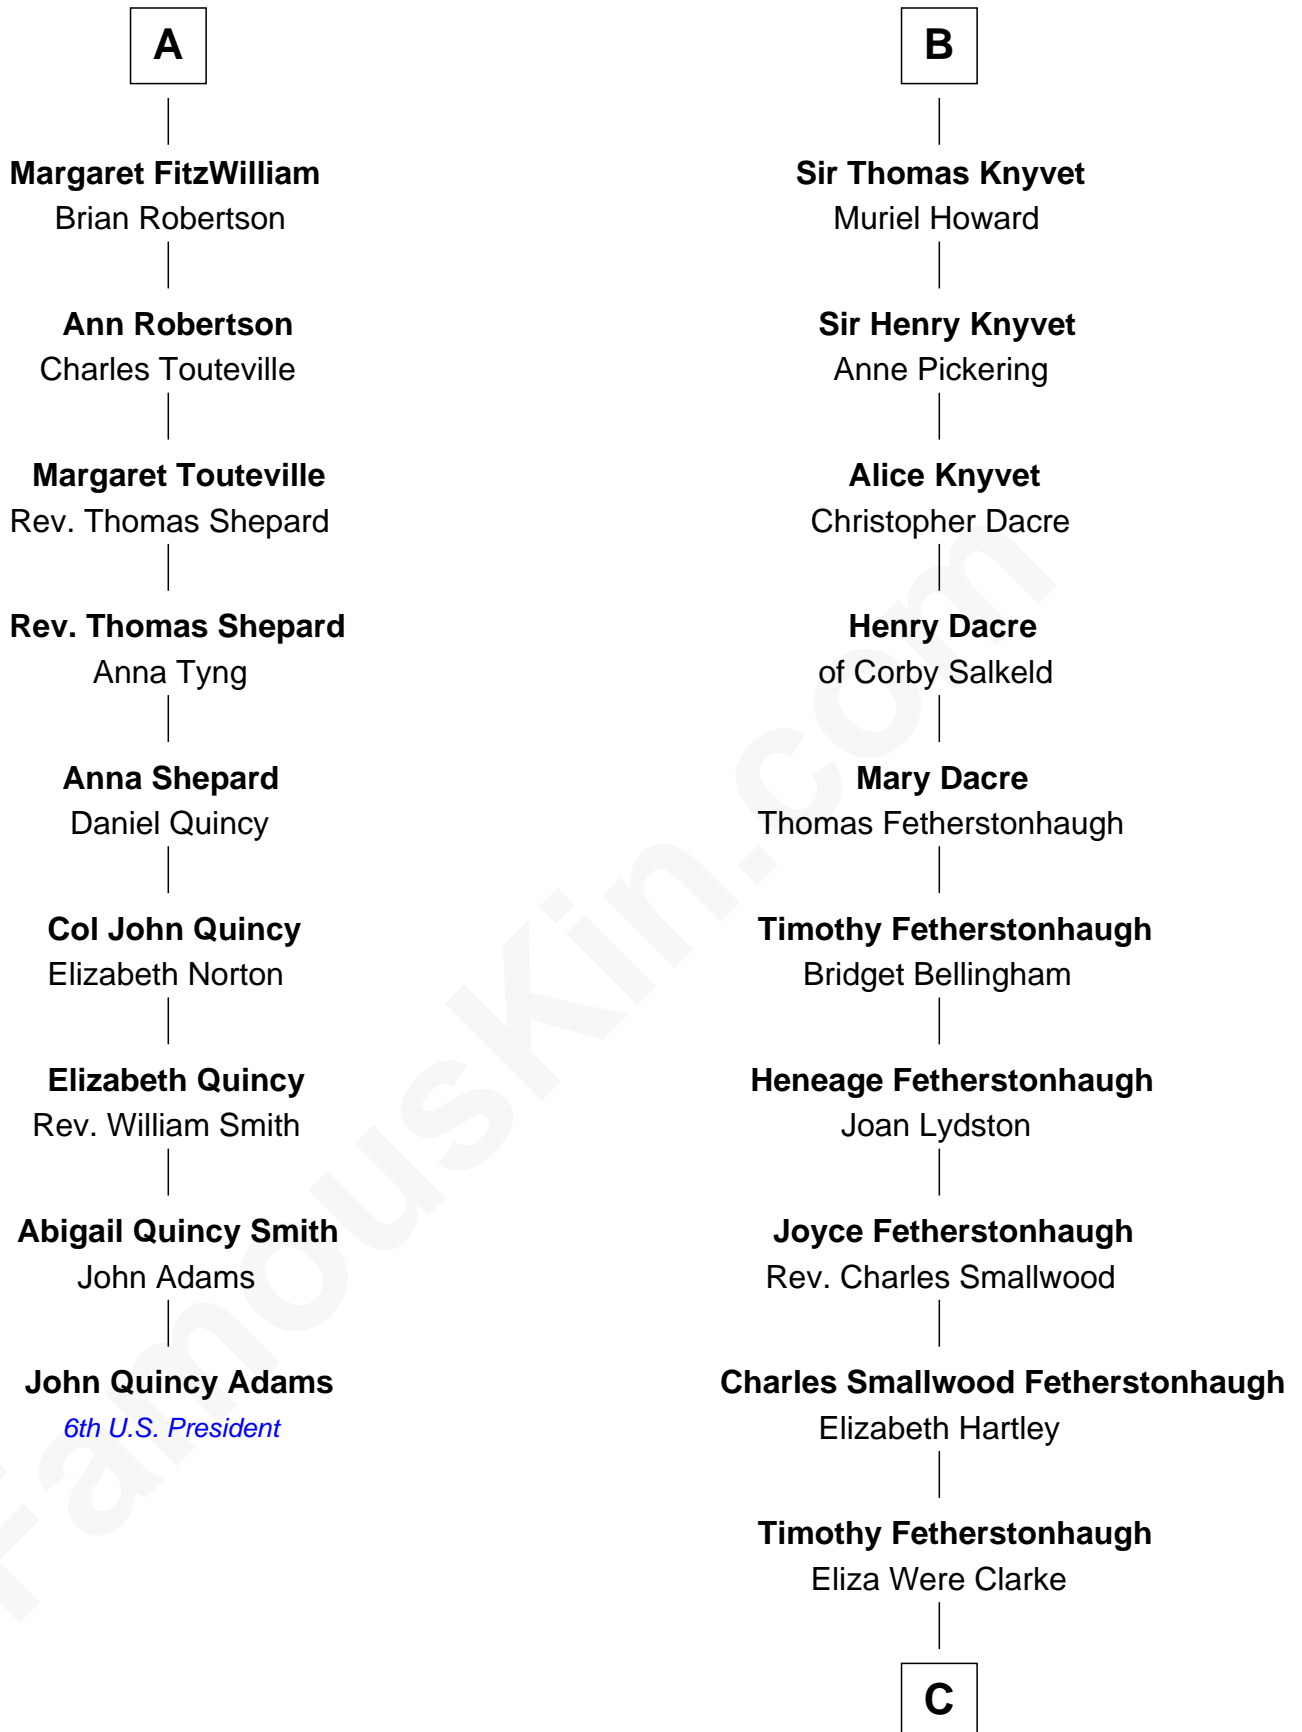 A
Margaret FitzWilliam
Brian Robertson
Ann Robertson
Charles Touteville
Margaret Touteville
Rev. Thomas Shepard
Rev. Thomas Shepard
Anna Tyng
Anna Shepard
Daniel Quincy
Col John Quincy
Elizabeth Norton
Elizabeth Quincy
Rev. William Smith
Abigail Quincy Smith
John Adams
John Quincy Adams
6th U.S. President
B
Sir Thomas Knyvet
Muriel Howard
Sir Henry Knyvet
Anne Pickering
Alice Knyvet
Christopher Dacre
Henry Dacre
of Corby Salkeld
Mary Dacre
Thomas Fetherstonhaugh
Timothy Fetherstonhaugh
Bridget Bellingham
Heneage Fetherstonhaugh
Joan Lydston
Joyce Fetherstonhaugh
Rev. Charles Smallwood
Charles Smallwood Fetherstonhaugh
Elizabeth Hartley
Timothy Fetherstonhaugh
Eliza Were Clarke
C
FamousKin.com